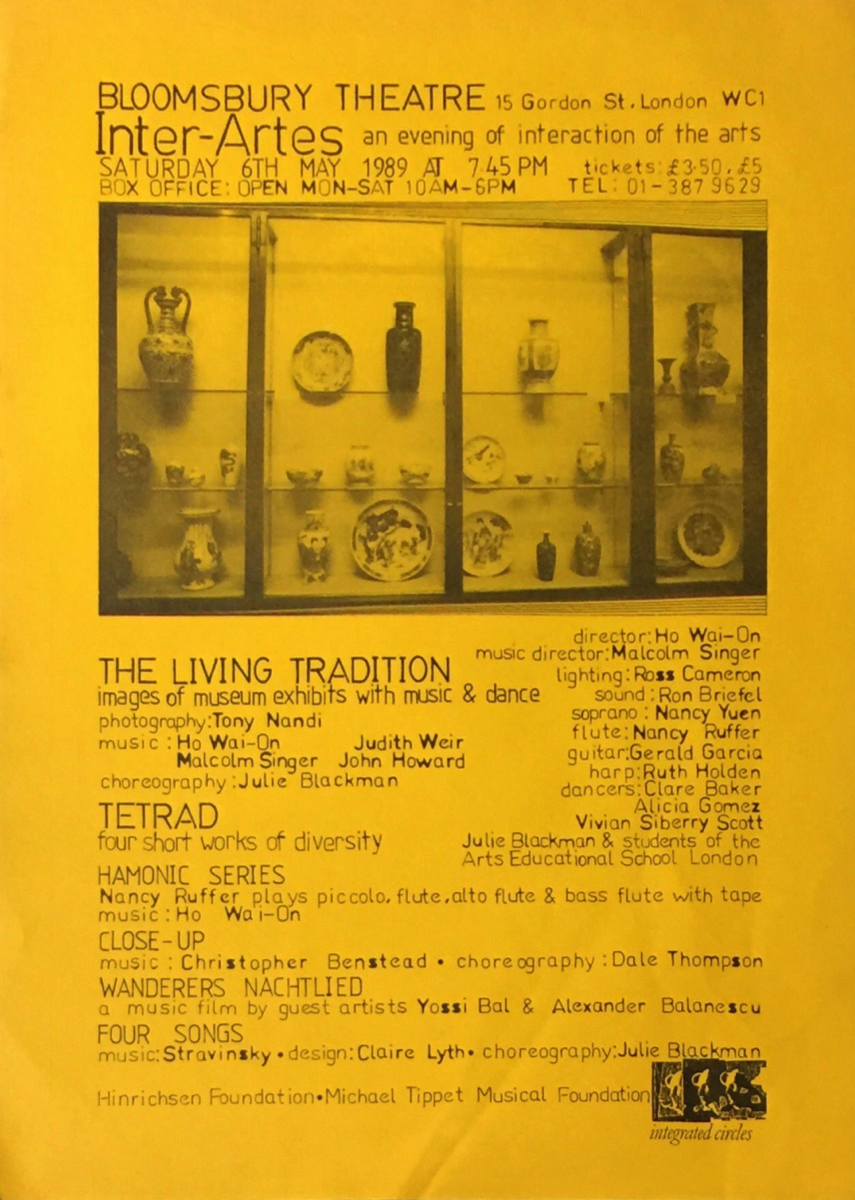 BLOOMSBURY THEATRE 15 Gordon St. London WC1
Inter-Artes an evening of interaction of the arts
SATURDAY 6TH MAY 1989 AT 7.45 PM tickets: £3.50, £5
BOX OFFICE: OPEN MON-SAT 10AM-6PM TEL: 01-387 9629
director: Ho Wai-On
music director: Malcolm Singer
lighting: Ross Cameron
sound: Ron Briefel
soprano: Nancy Yuen
flute: Nancy Ruffer
guitar: Gerald Garcia
harp: Ruth Holden
dancers: Clare Baker
Alicia Gomez
Vivian Siberry Scott
Julie Blackman & students of the
Arts Educational School London
THE LIVING TRADITION
images of museum exhibits with music & dance
photography: Tony Nandi
music: Ho Wai-On Judith Weir
Malcolm Singer John Howard
choreography: Julie Blackman
TETRAD
four short works of diversity
HAMONIC SERIES
Nancy Ruffer plays piccolo, flute, alto flute & bass flute with tape
music: Ho Wai-On
CLOSE-UP
music: Christopher Benstead • choreography: Dale Thompson
WANDERERS NACHTLIED
a music film by guest artists Yossi Bal & Alexander Balanescu
FOUR SONGS
music: Stravinsky • design: Claire Lyth • choreography: Julie Blackman
Hinrichsen Foundation • Michael Tippet Musical Foundation
integrated circles